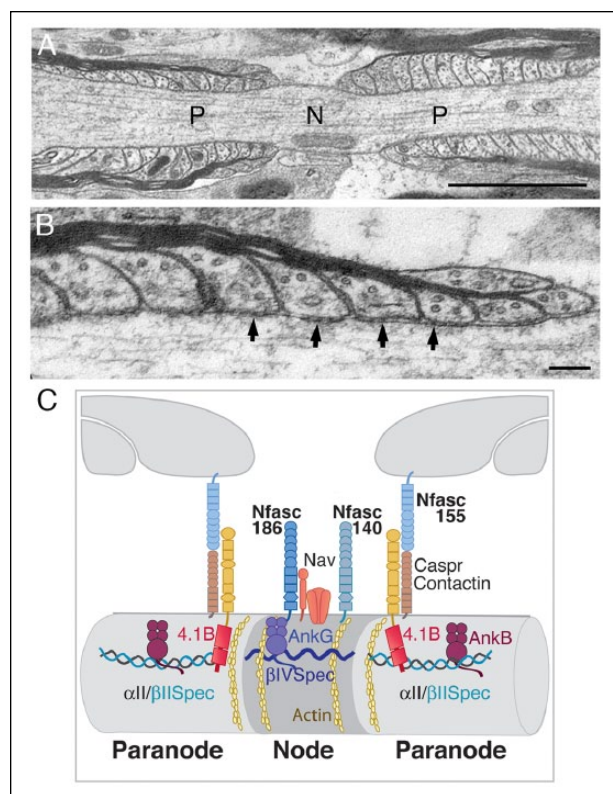 A
P N P
B
C
Nfasc Nfasc Nfasc
186 140 155
Nav
Caspr
Contactin
4.1B AnkG 4.1B AnkB
αII/βIISpec βIVSpec αII/βIISpec
Actin
Paranode Node Paranode